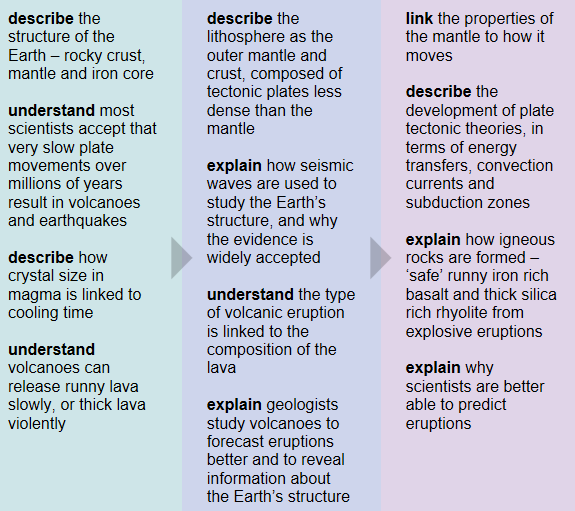 describe the
structure of the
Earth – rocky crust,
mantle and iron core
understand most
scientists accept that
very slow plate
movements over
millions of years
result in volcanoes
and earthquakes
describe how
crystal size in
magma is linked to
cooling time
understand
volcanoes can
release runny lava
slowly, or thick lava
violently
describe the
lithosphere as the
outer mantle and
crust, composed of
tectonic plates less
dense than the
mantle
explain how seismic
waves are used to
study the Earth’s
structure, and why
the evidence is
widely accepted
understand the type
of volcanic eruption
is linked to the
composition of the
lava
explain geologists
study volcanoes to
forecast eruptions
better and to reveal
information about
the Earth’s structure
link the properties of
the mantle to how it
moves
describe the
development of plate
tectonic theories, in
terms of energy
transfers, convection
currents and
subduction zones
explain how igneous
rocks are formed –
‘safe’ runny iron rich
basalt and thick silica
rich rhyolite from
explosive eruptions
explain why
scientists are better
able to predict
eruptions